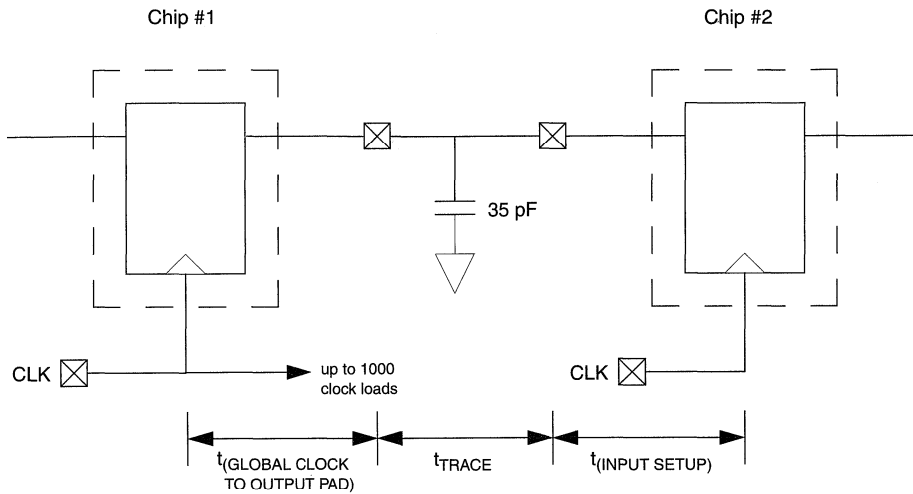 Chip #1
Chip #2
35 pF
CLK
up to 1000
clock loads
CLK
t(GLOBAL CLOCK
TO OUTPUT PAD)
tTRACE
t(INPUT SETUP)